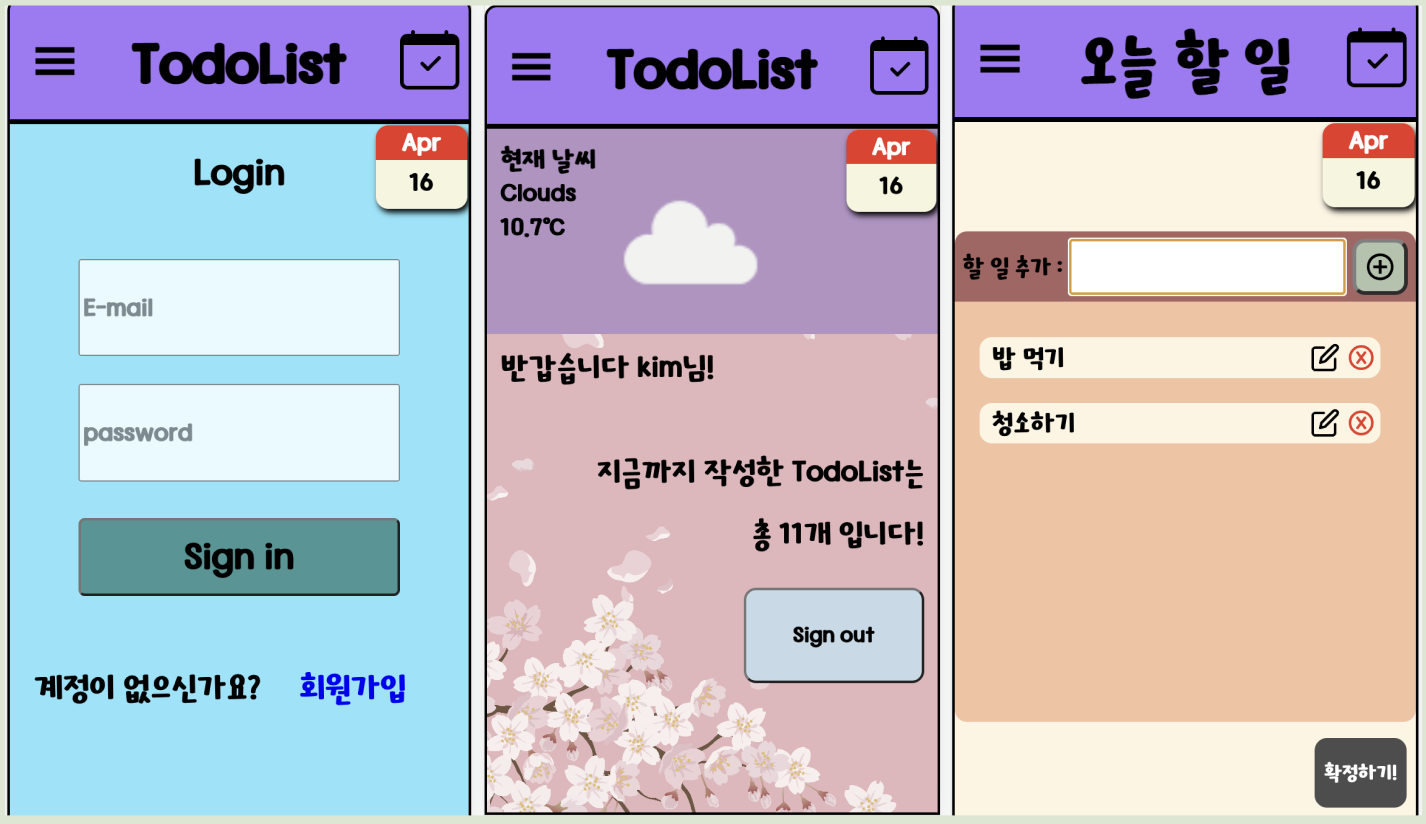 TodoList
Apr
16
Login
E-mail
password
Sign in
계정이 없으신가요? 회원가입
TodoList
Apr
16
현재 날씨
Clouds
10.7℃
반갑습니다 kim님!
지금까지 작성한 TodoList는
총 11개 입니다!
Sign out
오늘 할 일
Apr
16
할 일 추가 :
밥 먹기
청소하기
확정하기!